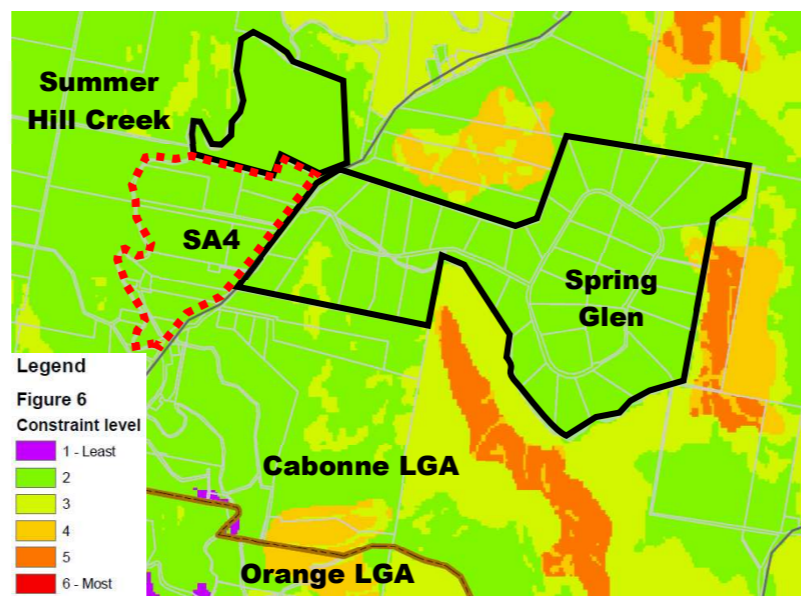 Summer
Hill Creek
SA4
Spring
Glen
Cabonne LGA
Orange LGA
Legend
Figure 6
Constraint level
1 - Least
2
3
4
5
6 - Most